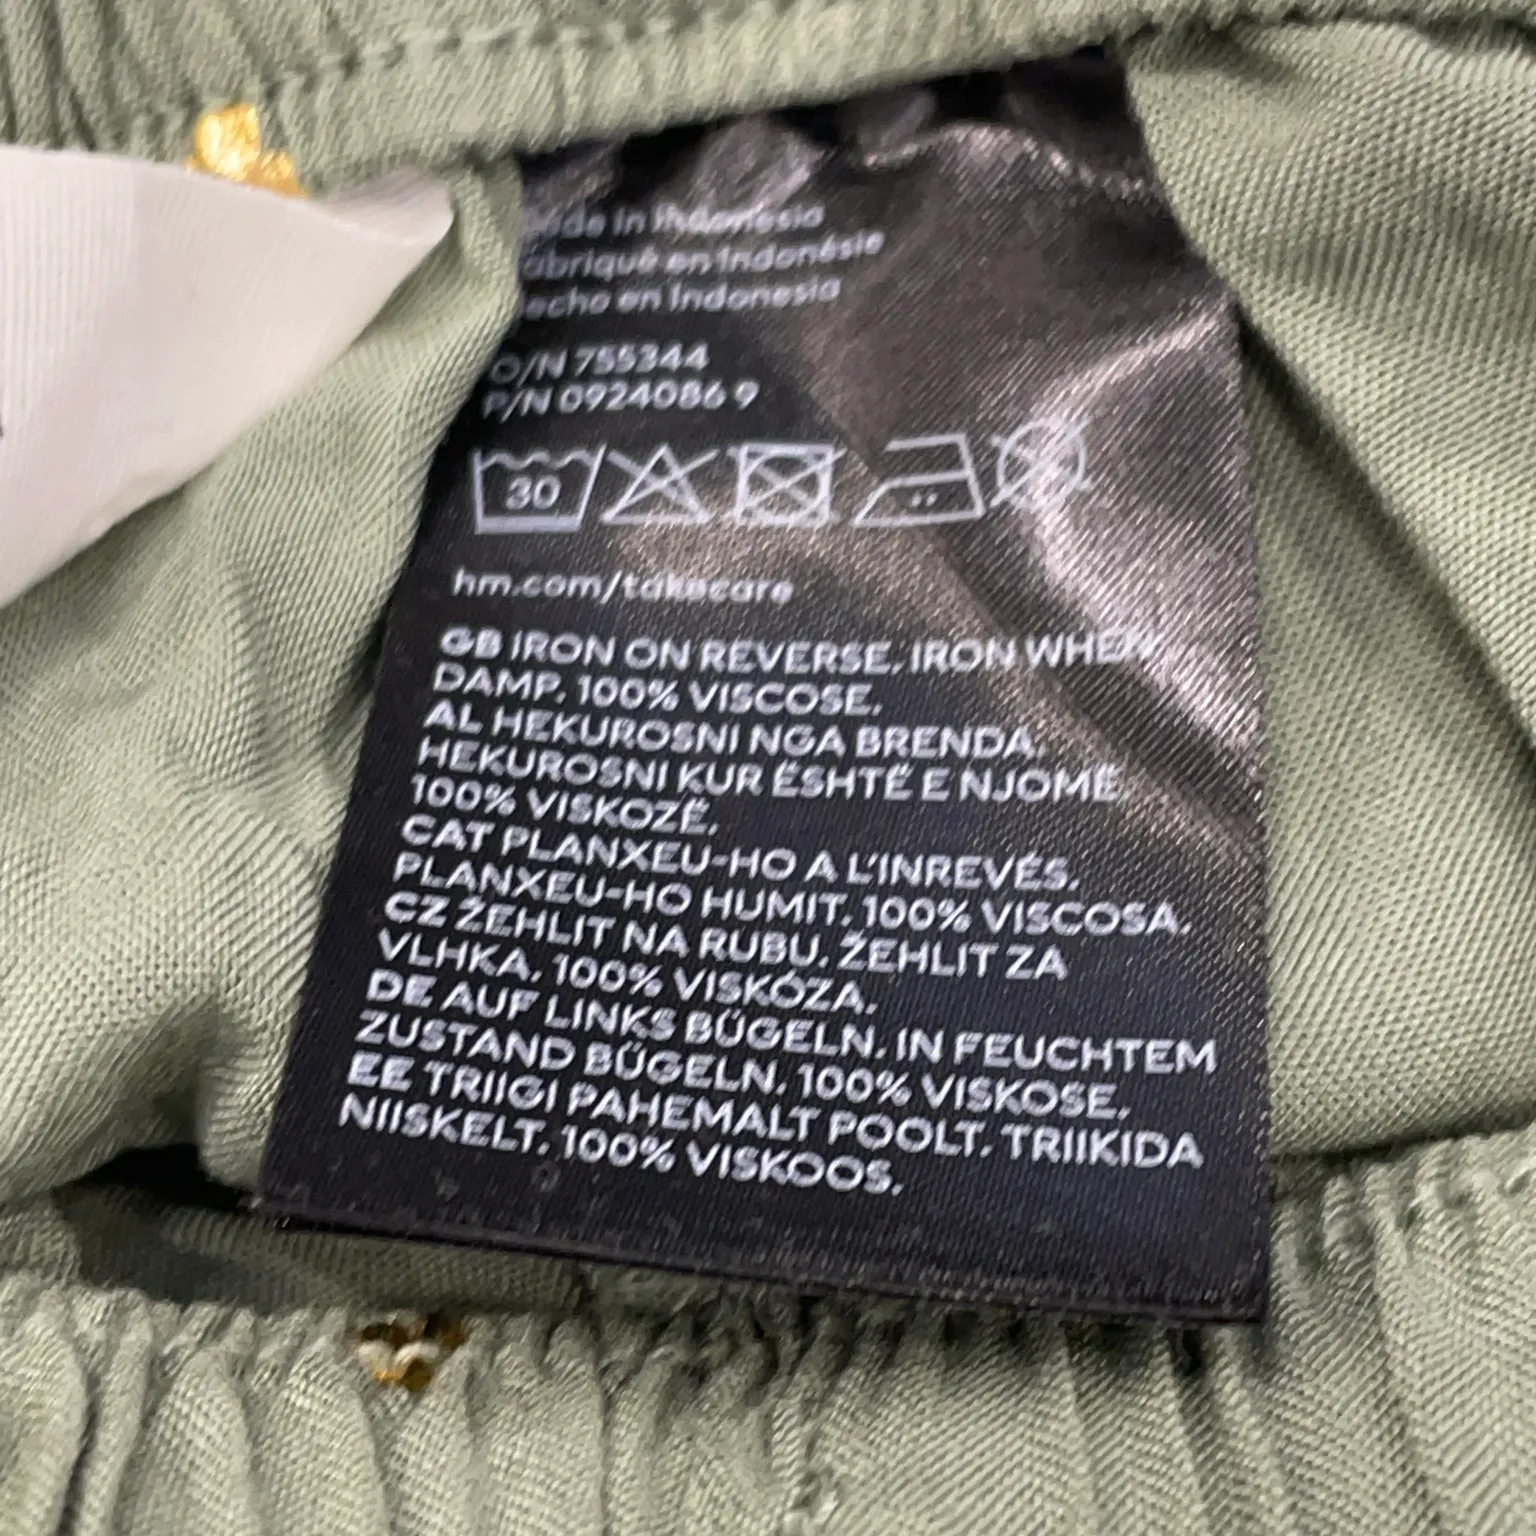 Made in Indonesia
Fabriqué en Indonésie
Hecho en Indonesia
O/N 755344
P/N 0924086 9
30
hm.com/takecare
GB IRON ON REVERSE. IRON WHEN
DAMP. 100% VISCOSE.
AL HEKUROSNI NGA BRENDA.
HEKUROSNI KUR ËSHTË E NJOMË.
100% VISKOZË.
CAT PLANXEU-HO A L'INREVÉS.
PLANXEU-HO HUMIT. 100% VISCOSA.
CZ ŽEHLIT NA RUBU. ŽEHLIT ZA
VLHKA. 100% VISKÓZA.
DE AUF LINKS BÜGELN. IN FEUCHTEM
ZUSTAND BÜGELN. 100% VISKOSE.
EE TRIIGI PAHEMALT POOLT. TRIIKIDA
NIISKELT. 100% VISKOOS.